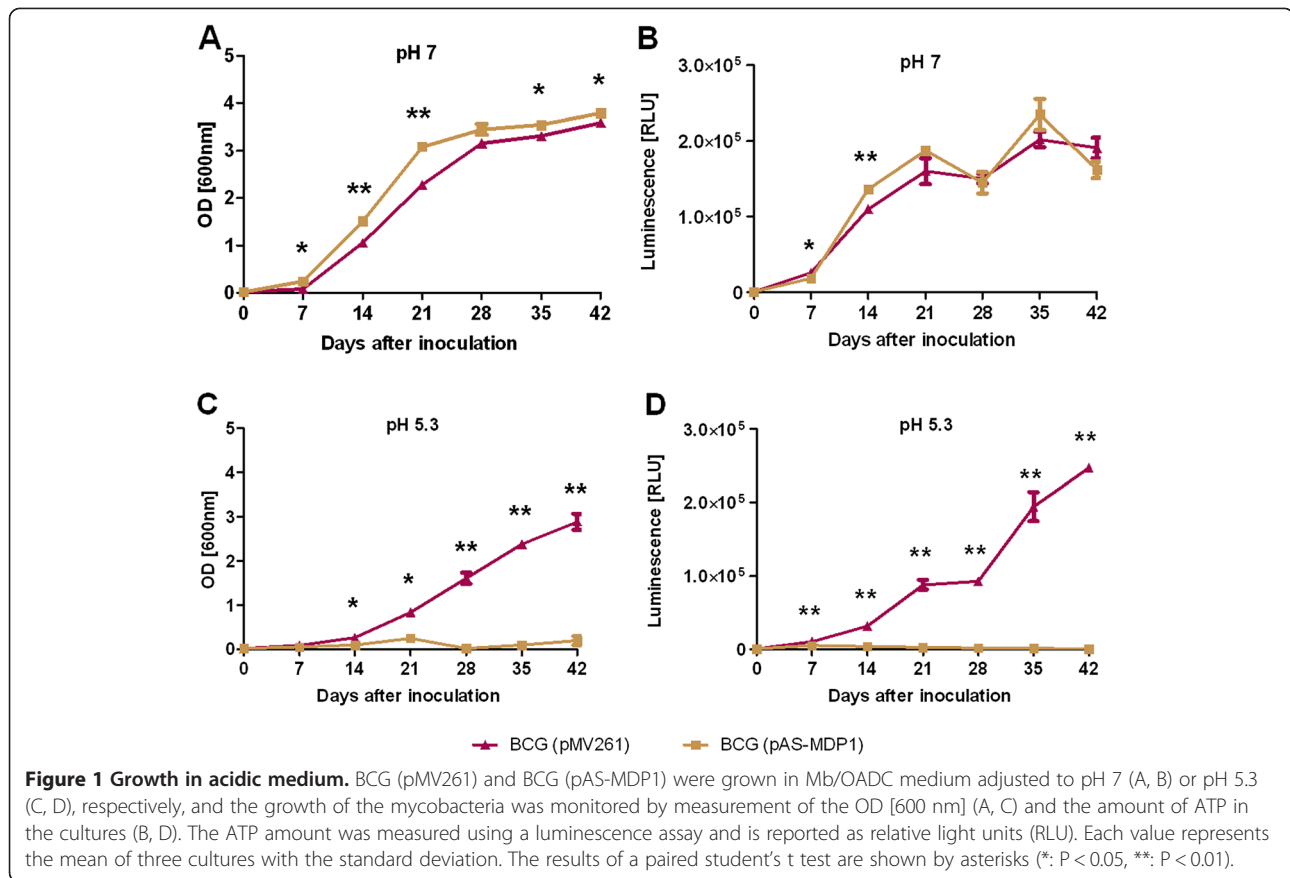 A
pH 7
OD [600nm]
5
4
3
2
1
0
* ** ** * *
0 7 14 21 28 35 42
Days after inoculation
B
pH 7
Luminescence [RLU]
3.0×10⁵
2.0×10⁵
1.0×10⁵
0
* **
0 7 14 21 28 35 42
Days after inoculation
C
pH 5.3
OD [600nm]
5
4
3
2
1
0
* * ** ** **
0 7 14 21 28 35 42
Days after inoculation
D
pH 5.3
Luminescence [RLU]
3.0×10⁵
2.0×10⁵
1.0×10⁵
0
** ** ** ** ** **
0 7 14 21 28 35 42
Days after inoculation
BCG (pMV261) BCG (pAS-MDP1)
Figure 1 Growth in acidic medium. BCG (pMV261) and BCG (pAS-MDP1) were grown in Mb/OADC medium adjusted to pH 7 (A, B) or pH 5.3
(C, D), respectively, and the growth of the mycobacteria was monitored by measurement of the OD [600 nm] (A, C) and the amount of ATP in
the cultures (B, D). The ATP amount was measured using a luminescence assay and is reported as relative light units (RLU). Each value represents
the mean of three cultures with the standard deviation. The results of a paired student's t test are shown by asterisks (*: P < 0.05, **: P < 0.01).